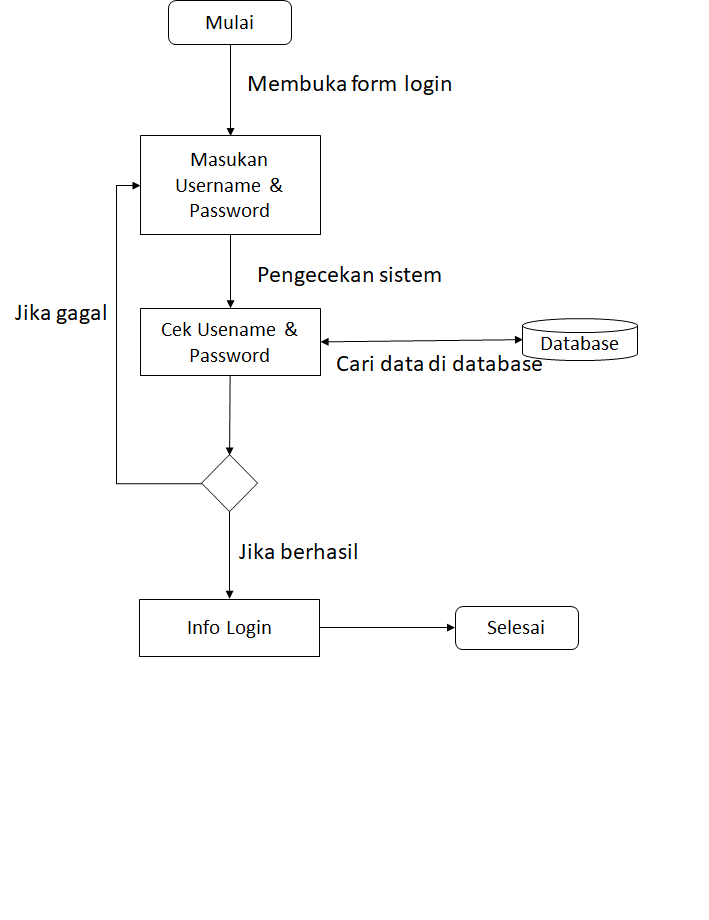 Mulai
Membuka form login
Masukan
Username &
Password
Pengecekan sistem
Jika gagal
Cek Usename &
Password
Database
Cari data di database
Jika berhasil
Info Login
Selesai